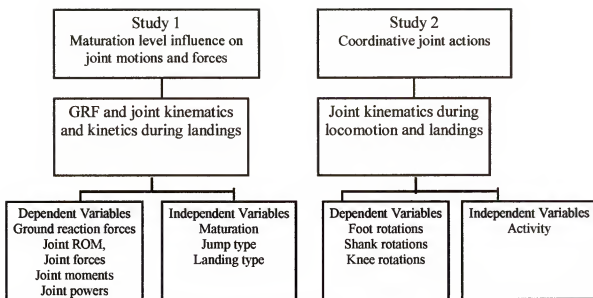 Study 1
Maturation level influence on
joint motions and forces
Study 2
Coordinative joint actions
GRF and joint kinematics
and kinetics during landings
Joint kinematics during
locomotion and landings
Dependent Variables
Ground reaction forces
Joint ROM,
Joint forces
Joint moments
Joint powers
Independent Variables
Maturation
Jump type
Landing type
Dependent Variables
Foot rotations
Shank rotations
Knee rotations
Independent Variables
Activity